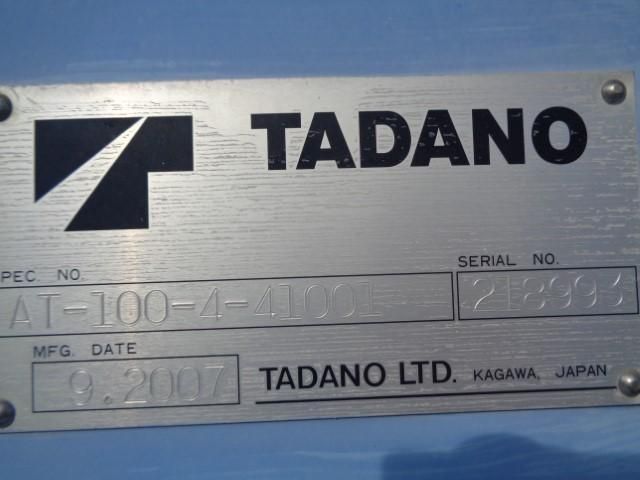 TADANO
PEC. NO.
SERIAL NO.
AT-100-4-41001
218993
MFG. DATE
9.2007
TADANO LTD. KAGAWA, JAPAN